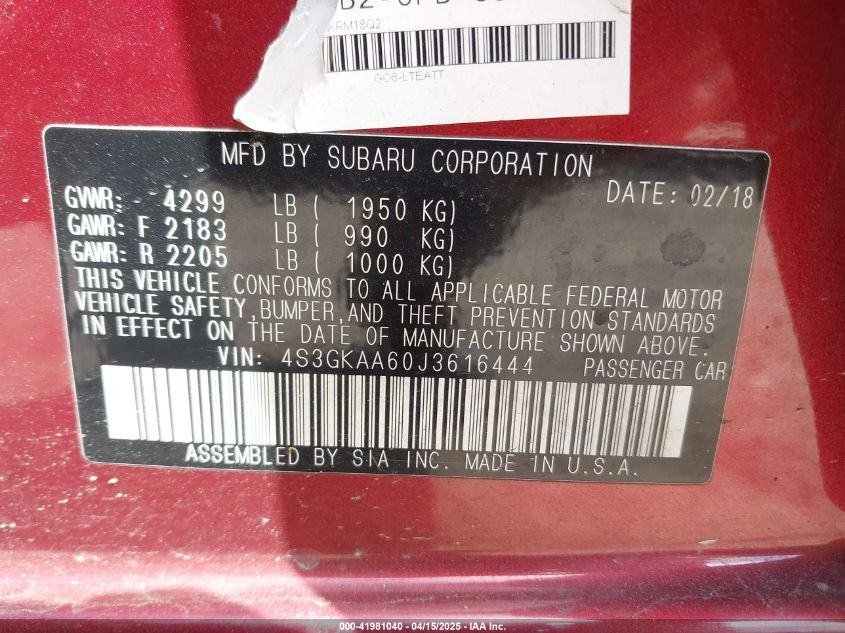 KRM18Q2
GO8-LTEATT
MFD BY SUBARU CORPORATION
DATE: 02/18
GVWR: 4299 LB ( 1950 KG)
GAWR: F 2183 LB ( 990 KG)
GAWR: R 2205 LB ( 1000 KG)
THIS VEHICLE CONFORMS TO ALL APPLICABLE FEDERAL MOTOR
VEHICLE SAFETY, BUMPER, AND THEFT PREVENTION STANDARDS
IN EFFECT ON THE DATE OF MANUFACTURE SHOWN ABOVE.
VIN: 4S3GKAA60J3616444 PASSENGER CAR
ASSEMBLED BY SIA INC. MADE IN U.S.A.
000-41981040 - 04/15/2025 - IAA Inc.